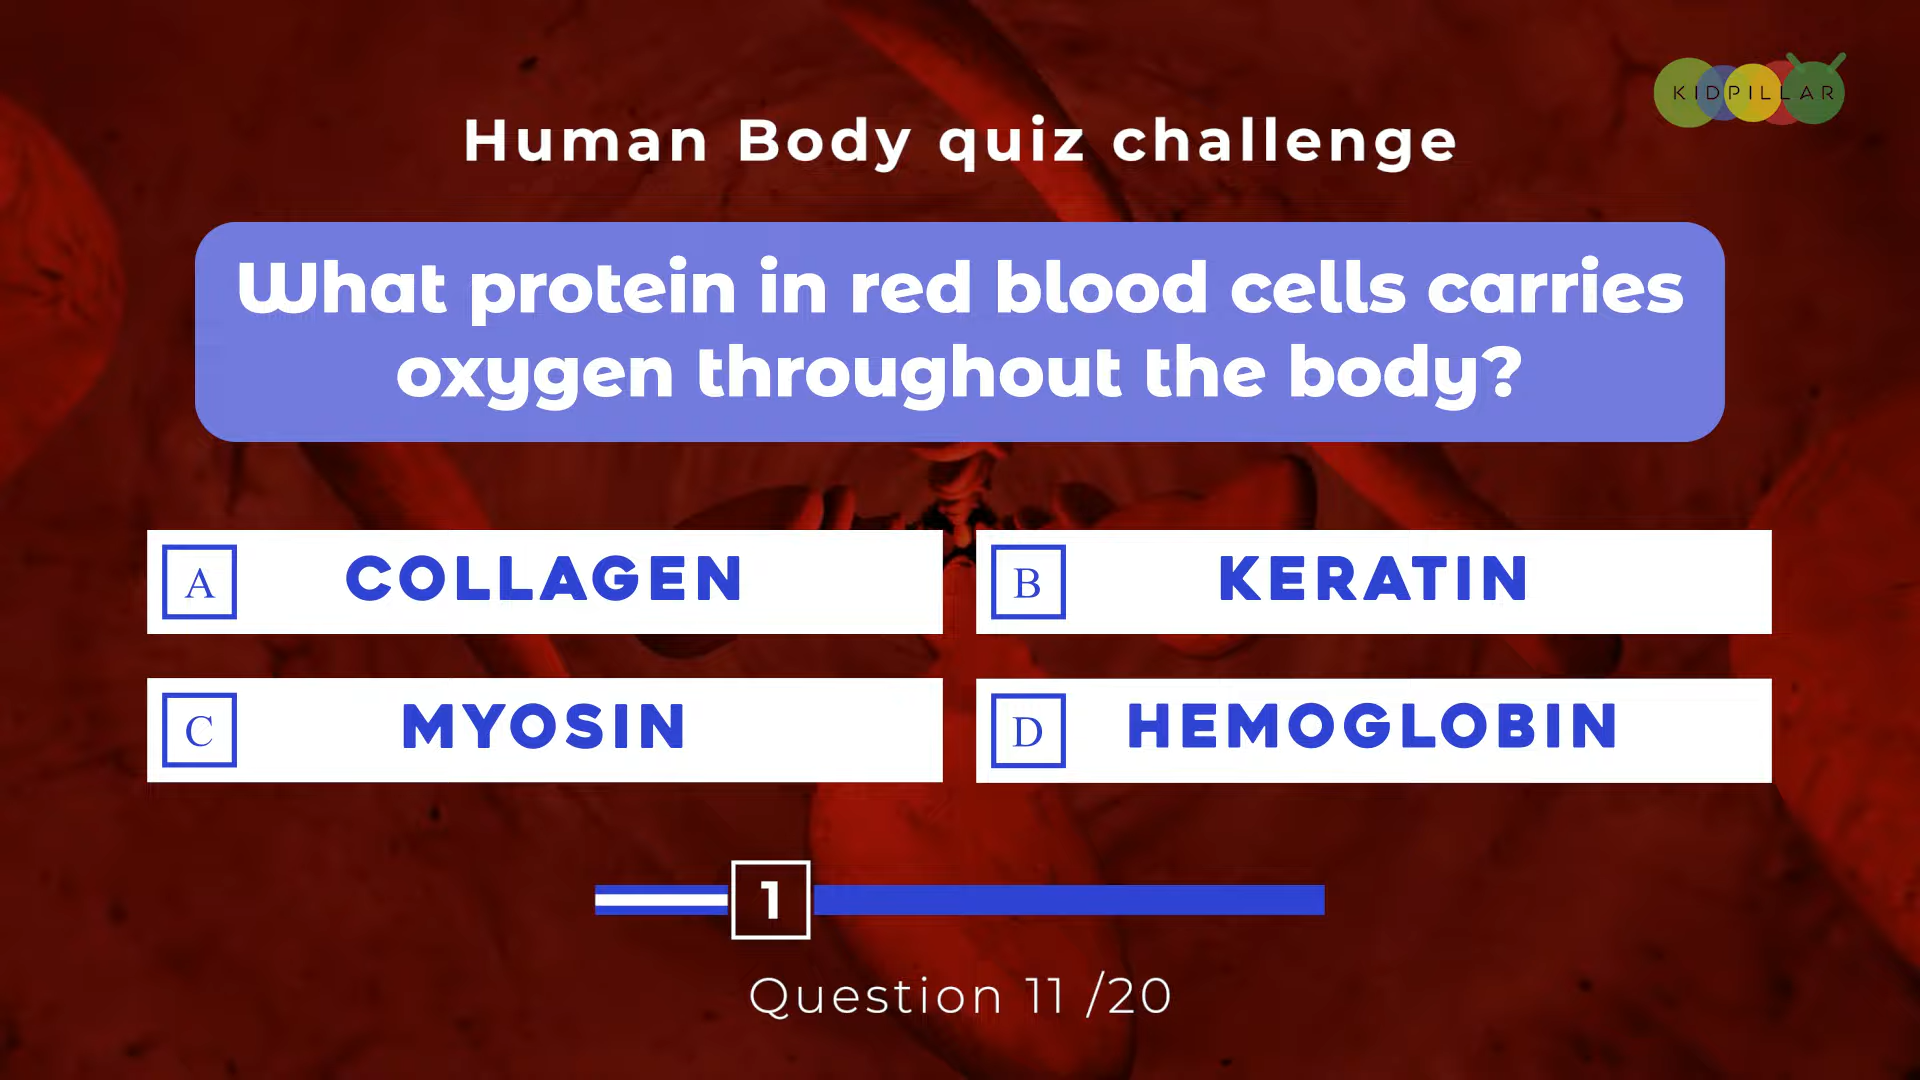 KIDPILLAR
Human Body quiz challenge
What protein in red blood cells carries
oxygen throughout the body?
A COLLAGEN
B KERATIN
C MYOSIN
D HEMOGLOBIN
1
Question 11 /20